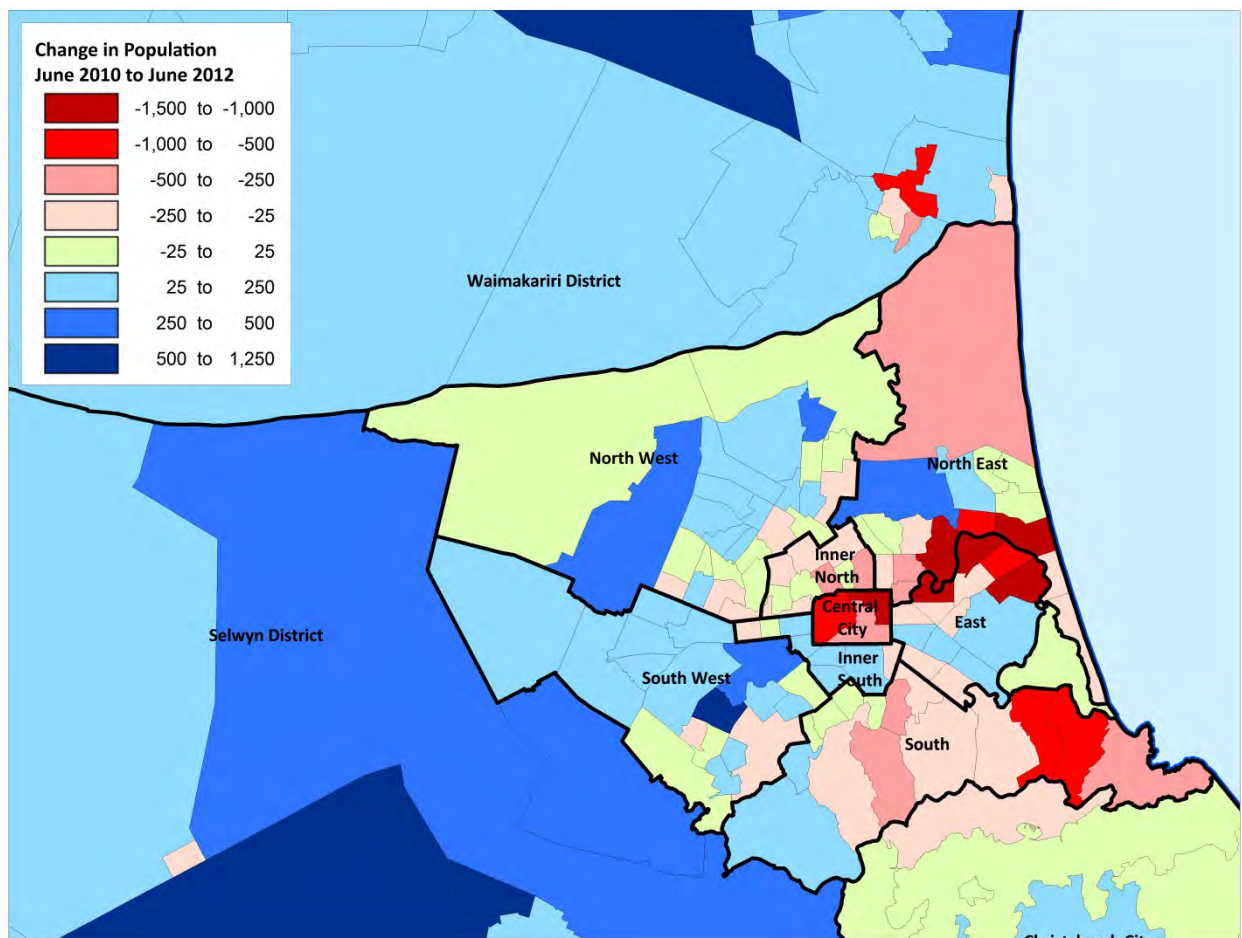 Change in Population
June 2010 to June 2012
-1,500 to -1,000
-1,000 to -500
-500 to -250
-250 to -25
-25 to 25
25 to 250
250 to 500
500 to 1,250
Waimakariri District
North West
North East
Inner
North
Central
City
East
Selwyn District
Inner
South
South West
South